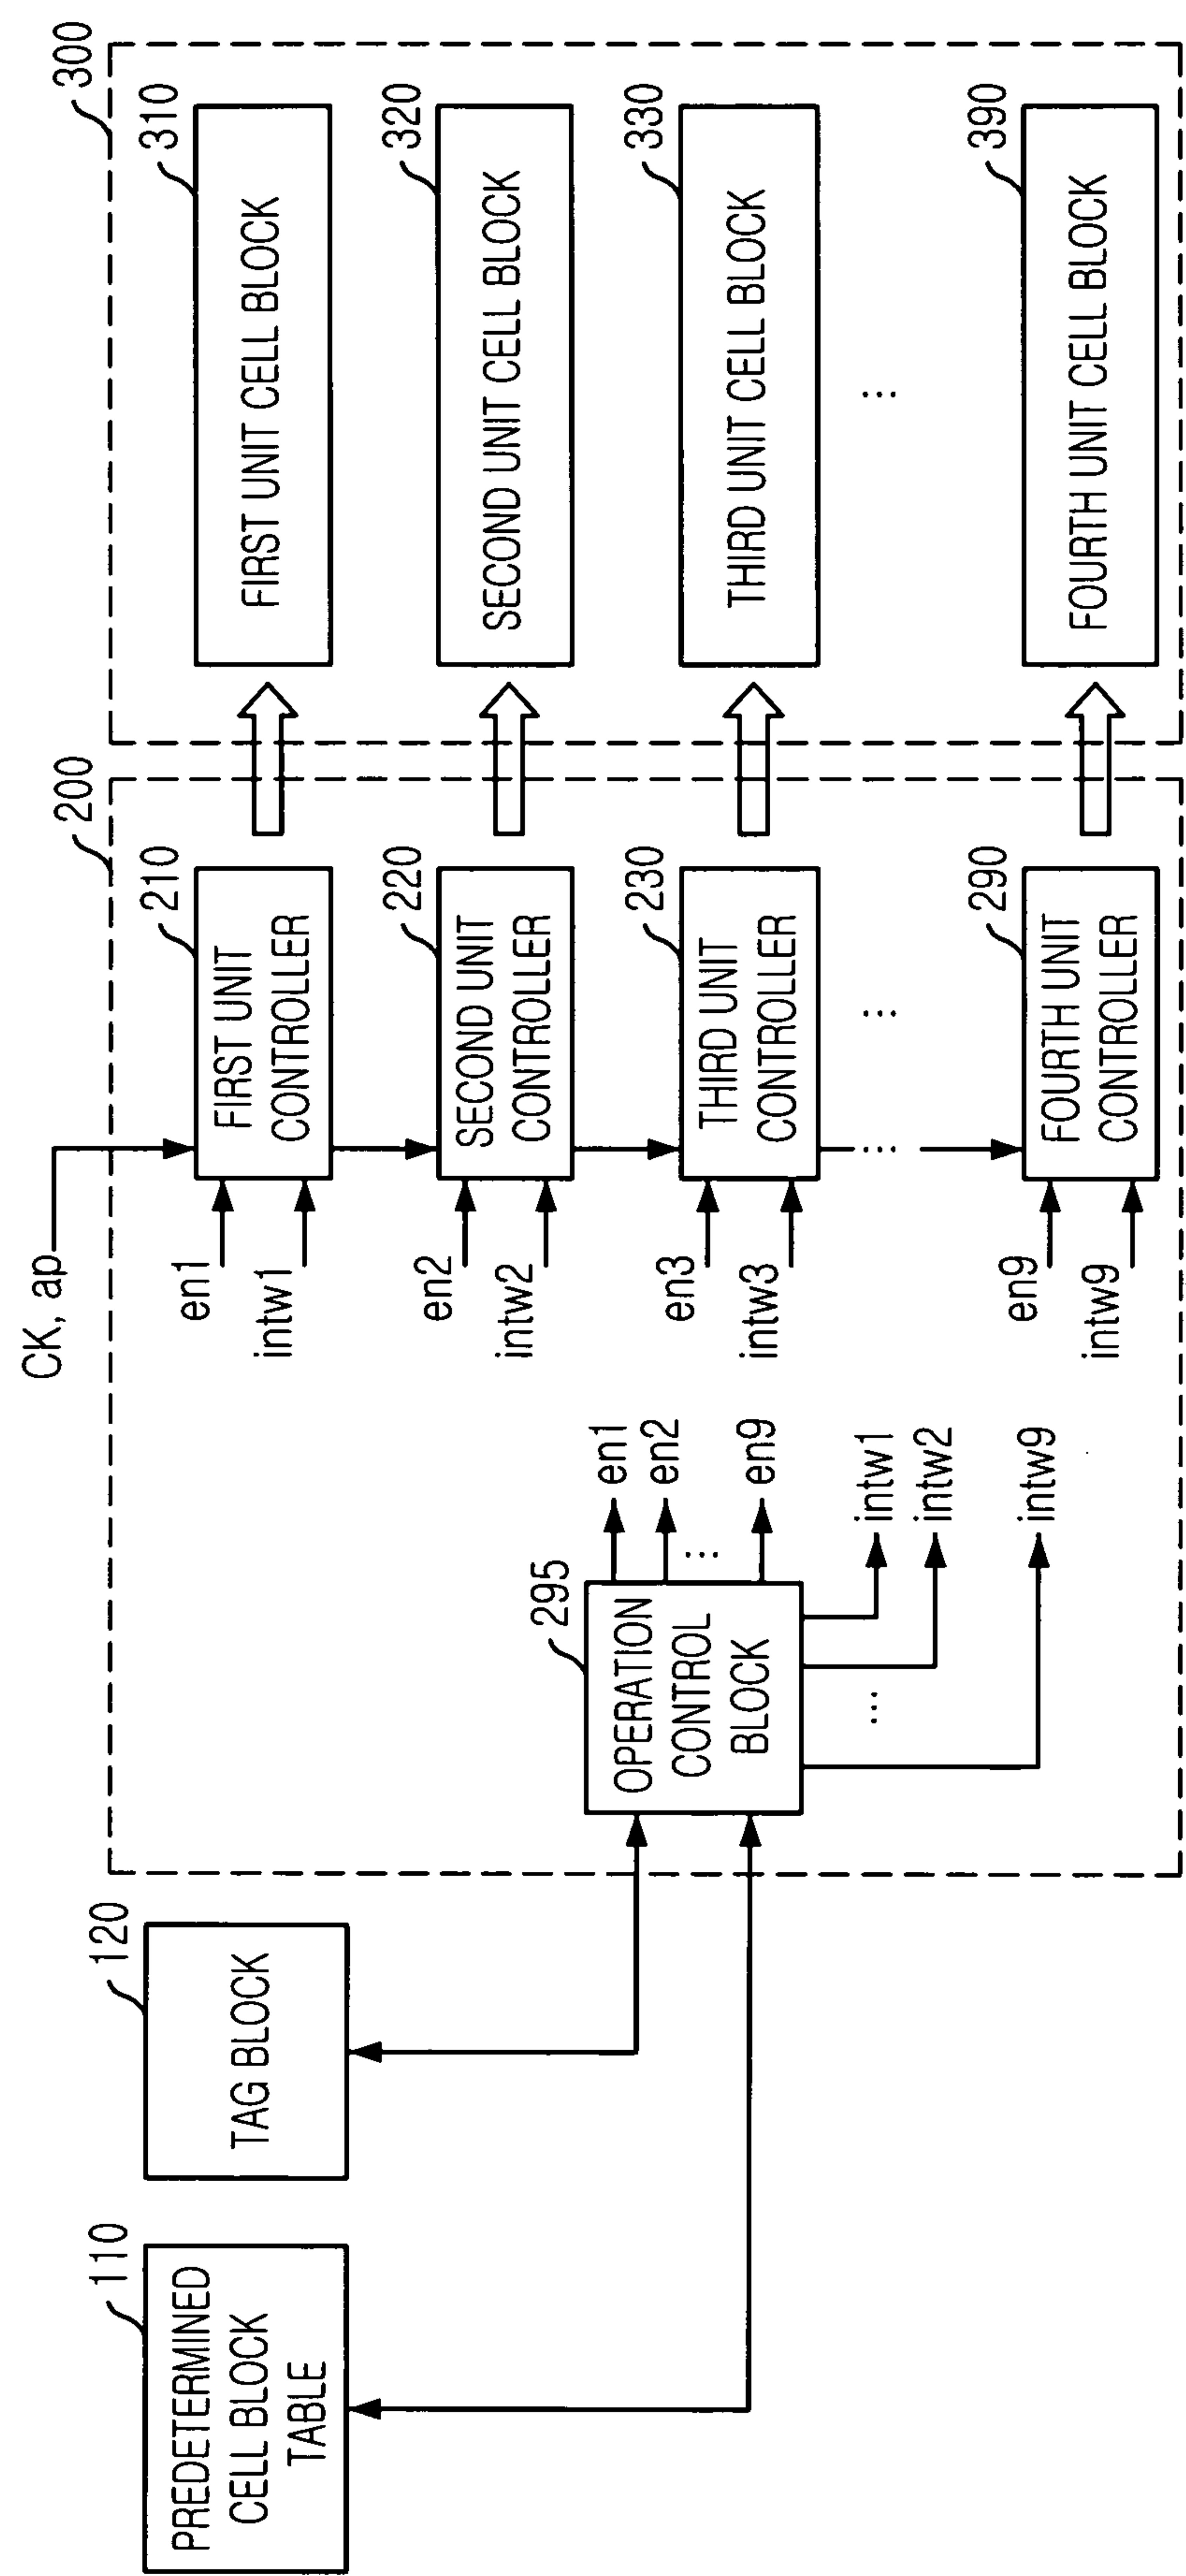 300
310
FIRST UNIT CELL BLOCK
320
SECOND UNIT CELL BLOCK
330
THIRD UNIT CELL BLOCK
...
390
FOURTH UNIT CELL BLOCK
200
CK, ap
210
FIRST UNIT
CONTROLLER
en1
intw1
220
SECOND UNIT
CONTROLLER
en2
intw2
230
THIRD UNIT
CONTROLLER
en3
intw3
...
...
290
FOURTH UNIT
CONTROLLER
en9
intw9
295
OPERATION
CONTROL
BLOCK
en1
en2
...
en9
intw1
intw2
...
intw9
120
TAG BLOCK
110
PREDETERMINED
CELL BLOCK
TABLE